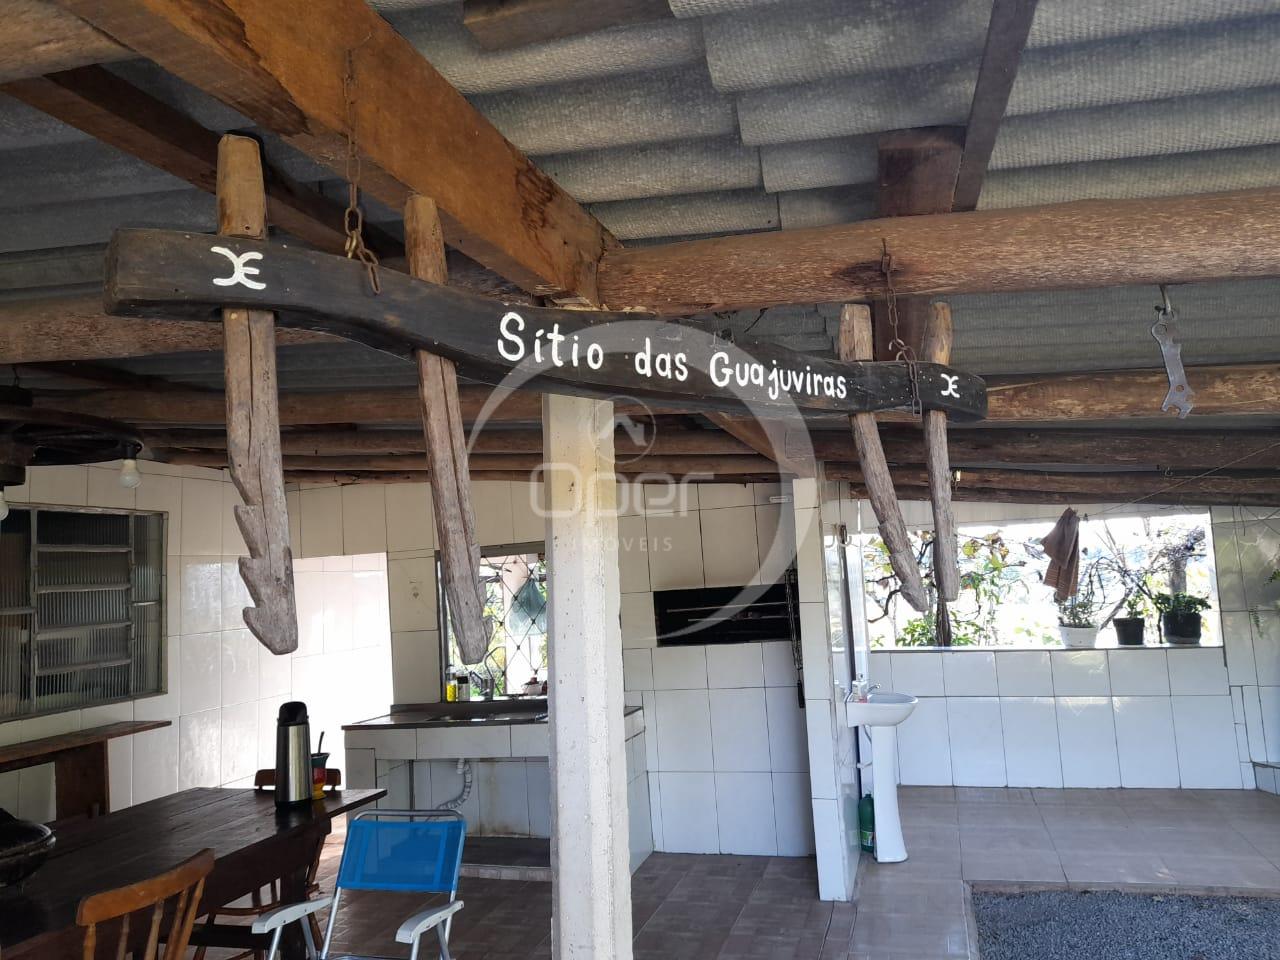 Sítio das Guajuviras
Oper
IMÓVEIS